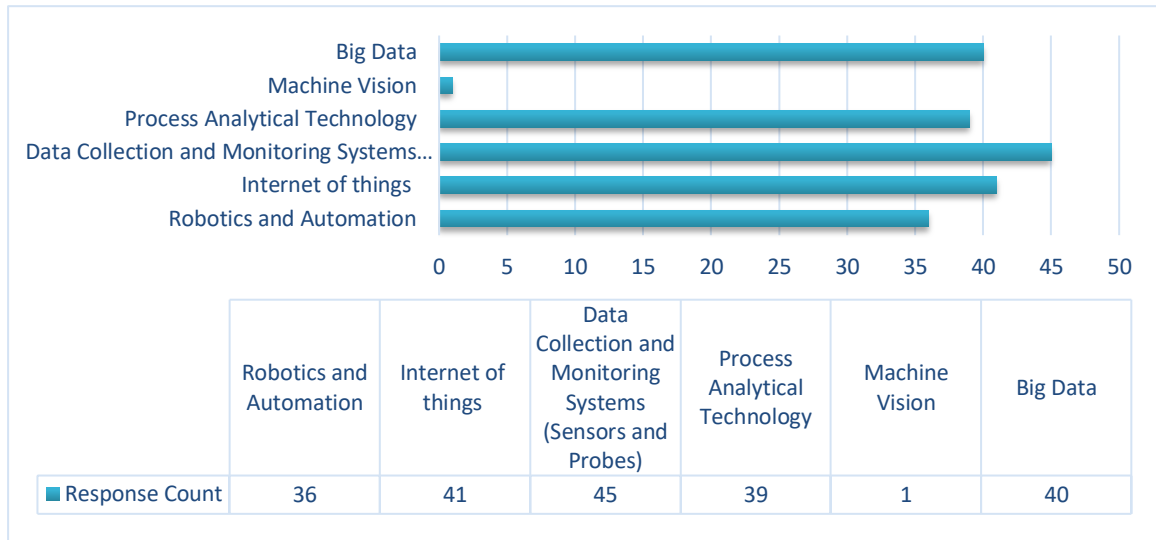 Big Data
Machine Vision
Process Analytical Technology
Data Collection and Monitoring Systems...
Internet of things
Robotics and Automation
0 5 10 15 20 25 30 35 40 45 50
Robotics and
Automation
Internet of
things
Data
Collection and
Monitoring
Systems
(Sensors and
Probes)
Process
Analytical
Technology
Machine
Vision
Big Data
Response Count 36 41 45 39 1 40